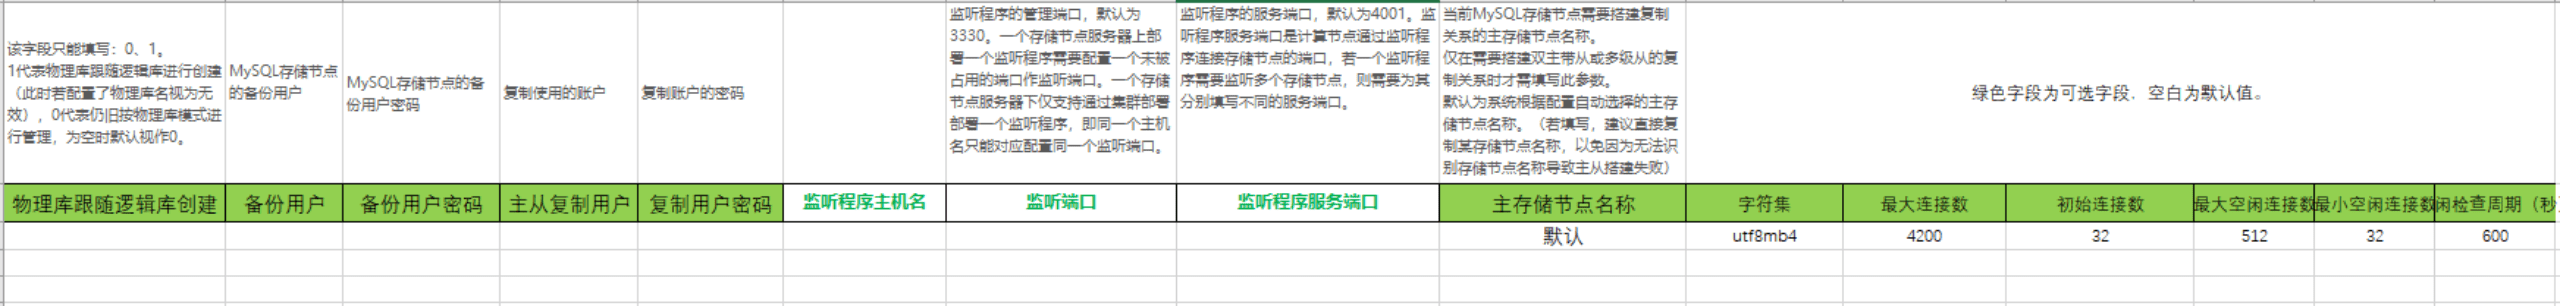 该字段只能填写：0、1。
1代表物理库跟随逻辑库进行创建
（此时若配置了物理库名视为无
效），0代表仍旧按物理库模式进
行管理，为空时默认视作0。
MySQL存储节点
的备份用户
MySQL存储节点的备
份用户密码
复制使用的账户
复制账户的密码
监听程序的管理端口，默认为
3330。一个存储节点服务器上部
署一个监听程序需要配置一个未被
占用的端口作监听端口。一个存储
节点服务器下仅支持通过集群部署
部署一个监听程序，即同一个主机
名只能对应配置同一个监听端口。
监听程序的服务端口，默认为4001。监
听程序服务端口是计算节点通过监听程
序连接存储节点的端口，若一个监听程
序需要监听多个存储节点，则需要为其
分别填写不同的服务端口。
当前MySQL存储节点需要搭建复制
关系的主存储节点名称。
仅在需要搭建双主带从或多级从的复
制关系时才需填写此参数。
默认为系统根据配置自动选择的主存
储节点名称。（若填写，建议直接复
制某存储节点名称，以免因为无法识
别存储节点名称导致主从搭建失败）
绿色字段为可选字段．空白为默认值。
物理库跟随逻辑库创建
备份用户
备份用户密码
主从复制用户
复制用户密码
监听程序主机名
监听端口
监听程序服务端口
主存储节点名称
字符集
最大连接数
初始连接数
最大空闲连接数
最小空闲连接数
闲检查周期（秒
默认
utf8mb4
4200
32
512
32
600